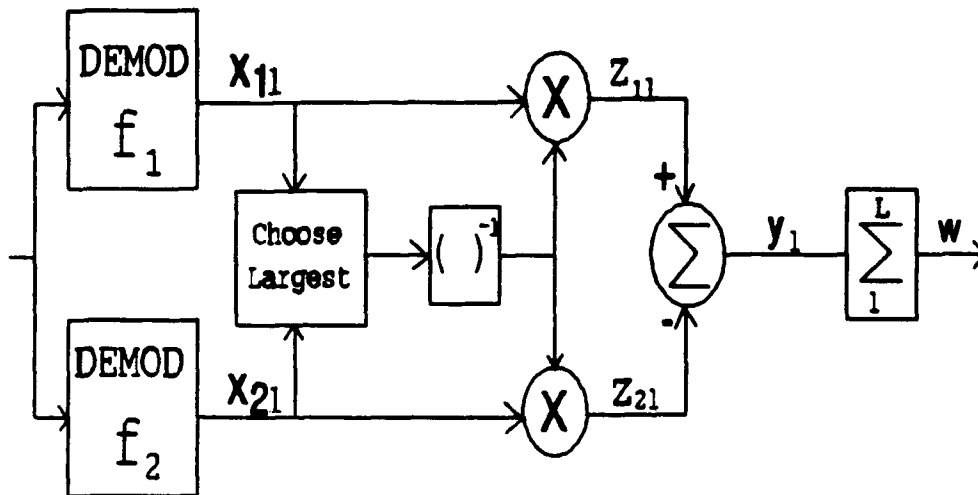 DEMOD
f₁
X₁₁
X
Z₁₁
Choose
Largest
( )⁻¹
+
∑
-
y₁
L
∑
1
w
DEMOD
f₂
X₂₁
X
Z₂₁